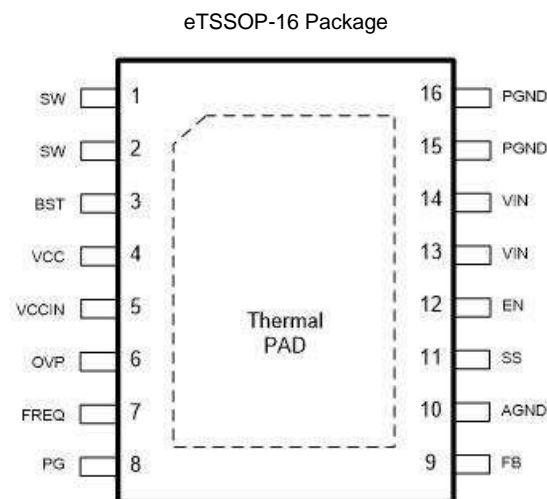 eTSSOP-16 Package
SW 1 16 PGND
SW 2 15 PGND
BST 3 14 VIN
VCC 4 13 VIN
VCCIN 5 12 EN
Thermal
PAD
OVP 6 11 SS
FREQ 7 10 AGND
PG 8 9 FB